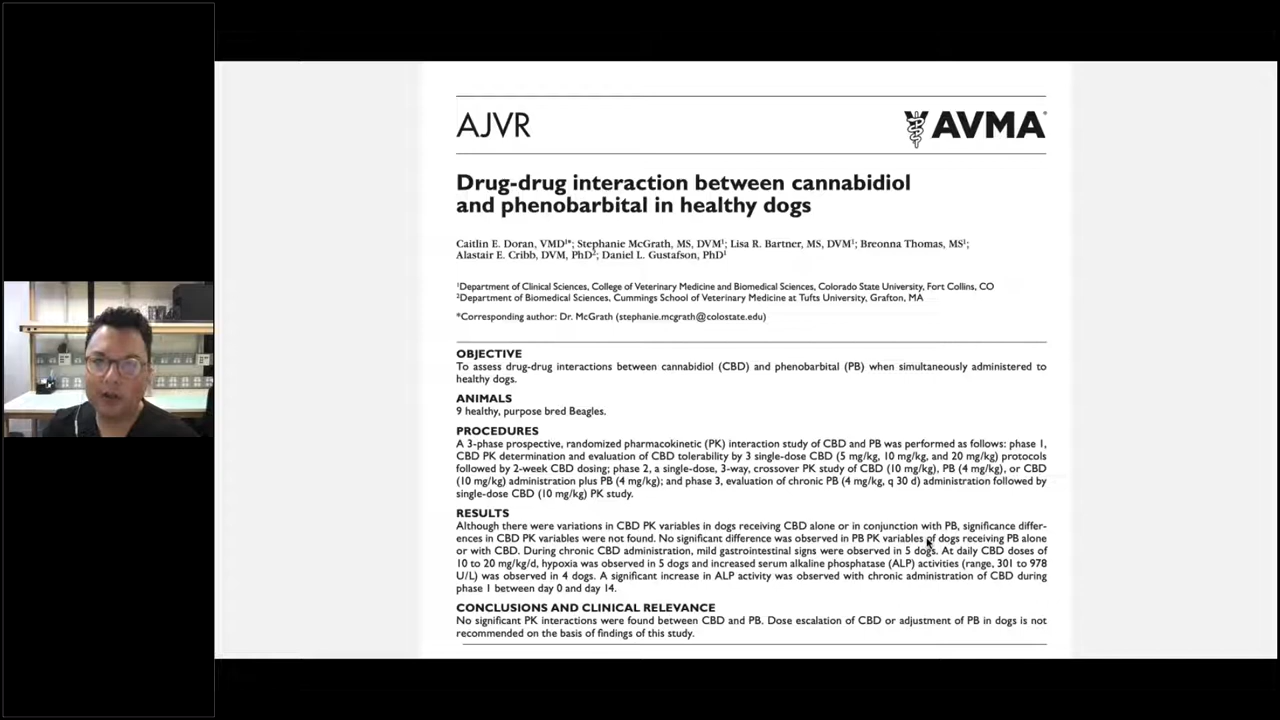 AJVR
AVMA
Drug-drug interaction between cannabidiol
and phenobarbital in healthy dogs
Caitlin E. Doran, VMD¹*; Stephanie McGrath, MS, DVM¹; Lisa R. Bartner, MS, DVM¹; Breonna Thomas, MS¹;
Alastair E. Cribb, DVM, PhD²; Daniel L. Gustafson, PhD¹
¹Department of Clinical Sciences, College of Veterinary Medicine and Biomedical Sciences, Colorado State University, Fort Collins, CO
²Department of Biomedical Sciences, Cummings School of Veterinary Medicine at Tufts University, Grafton, MA
*Corresponding author: Dr. McGrath (stephanie.mcgrath@colostate.edu)
OBJECTIVE
To assess drug-drug interactions between cannabidiol (CBD) and phenobarbital (PB) when simultaneously administered to
healthy dogs.
ANIMALS
9 healthy, purpose bred Beagles.
PROCEDURES
A 3-phase prospective, randomized pharmacokinetic (PK) interaction study of CBD and PB was performed as follows: phase 1,
CBD PK determination and evaluation of CBD tolerability by 3 single-dose CBD (5 mg/kg, 10 mg/kg, and 20 mg/kg) protocols
followed by 2-week CBD dosing; phase 2, a single-dose, 3-way, crossover PK study of CBD (10 mg/kg), PB (4 mg/kg), or CBD
(10 mg/kg) administration plus PB (4 mg/kg); and phase 3, evaluation of chronic PB (4 mg/kg, q 30 d) administration followed by
single-dose CBD (10 mg/kg) PK study.
RESULTS
Although there were variations in CBD PK variables in dogs receiving CBD alone or in conjunction with PB, significance differ-
ences in CBD PK variables were not found. No significant difference was observed in PB PK variables of dogs receiving PB alone
or with CBD. During chronic CBD administration, mild gastrointestinal signs were observed in 5 dogs. At daily CBD doses of
10 to 20 mg/kg/d, hypoxia was observed in 5 dogs and increased serum alkaline phosphatase (ALP) activities (range, 301 to 978
U/L) was observed in 4 dogs. A significant increase in ALP activity was observed with chronic administration of CBD during
phase 1 between day 0 and day 14.
CONCLUSIONS AND CLINICAL RELEVANCE
No significant PK interactions were found between CBD and PB. Dose escalation of CBD or adjustment of PB in dogs is not
recommended on the basis of findings of this study.